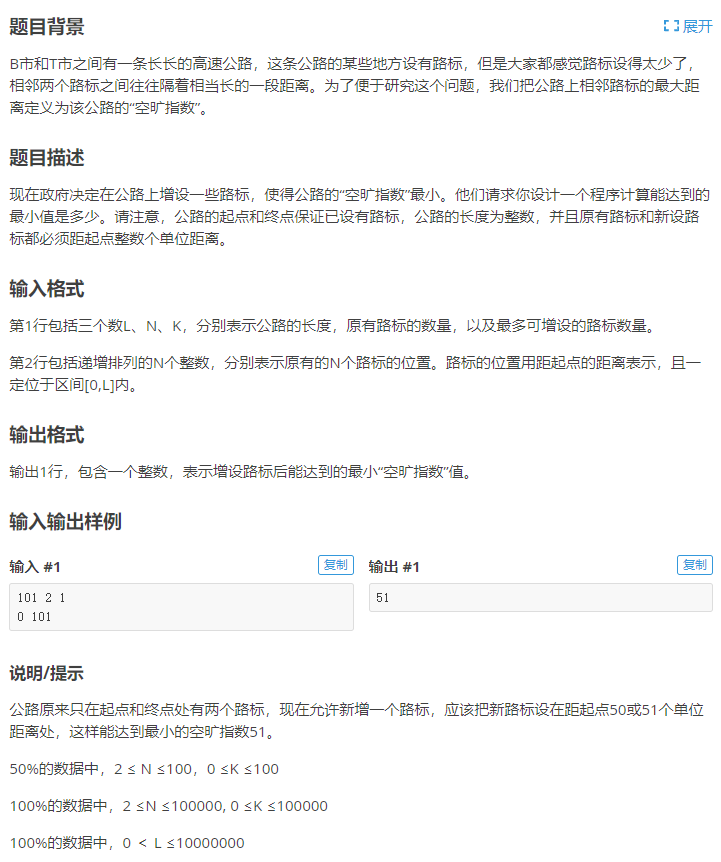 题目背景
展开
B市和T市之间有一条长长的高速公路，这条公路的某些地方设有路标，但是大家都感觉路标设得太少了，
相邻两个路标之间往往隔着相当长的一段距离。为了便于研究这个问题，我们把公路上相邻路标的最大距
离定义为该公路的“空旷指数”。
题目描述
现在政府决定在公路上增设一些路标，使得公路的“空旷指数”最小。他们请求你设计一个程序计算能达到的
最小值是多少。请注意，公路的起点和终点保证已设有路标，公路的长度为整数，并且原有路标和新设路
标都必须距起点整数个单位距离。
输入格式
第1行包括三个数L、N、K，分别表示公路的长度，原有路标的数量，以及最多可增设的路标数量。
第2行包括递增排列的N个整数，分别表示原有的N个路标的位置。路标的位置用距起点的距离表示，且一
定位于区间[0,L]内。
输出格式
输出1行，包含一个整数，表示增设路标后能达到的最小“空旷指数”值。
输入输出样例
输入 #1
复制
101 2 1
0 101
输出 #1
复制
51
说明/提示
公路原来只在起点和终点处有两个路标，现在允许新增一个路标，应该把新路标设在距起点50或51个单位
距离处，这样能达到最小的空旷指数51。
50%的数据中，2 ≤ N ≤100，0 ≤K ≤100
100%的数据中，2 ≤N ≤100000, 0 ≤K ≤100000
100%的数据中，0 < L ≤10000000